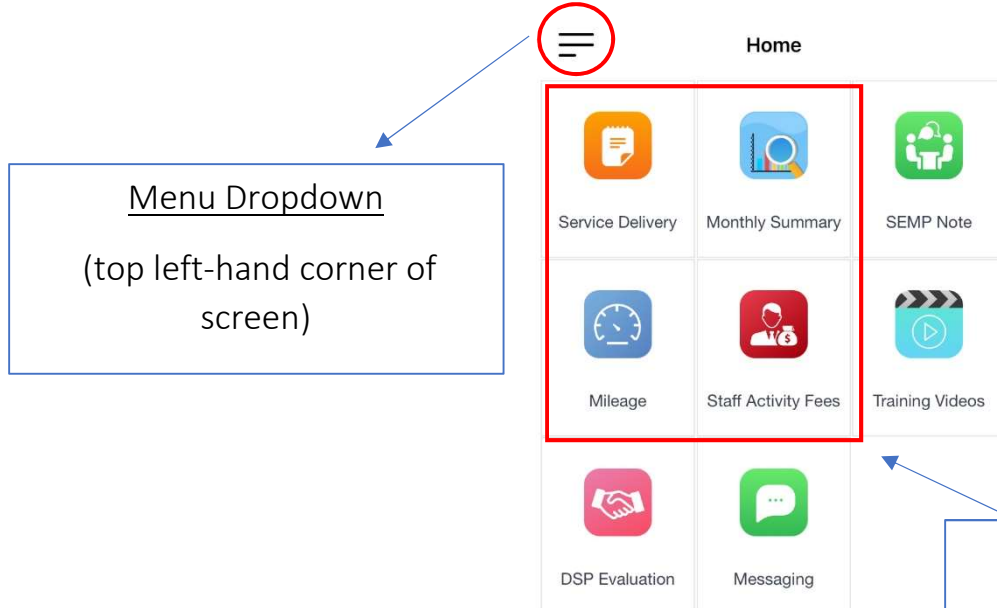 Home
Menu Dropdown
(top left-hand corner of
screen)
Service Delivery
Monthly Summary
SEMP Note
Mileage
Staff Activity Fees
Training Videos
DSP Evaluation
Messaging